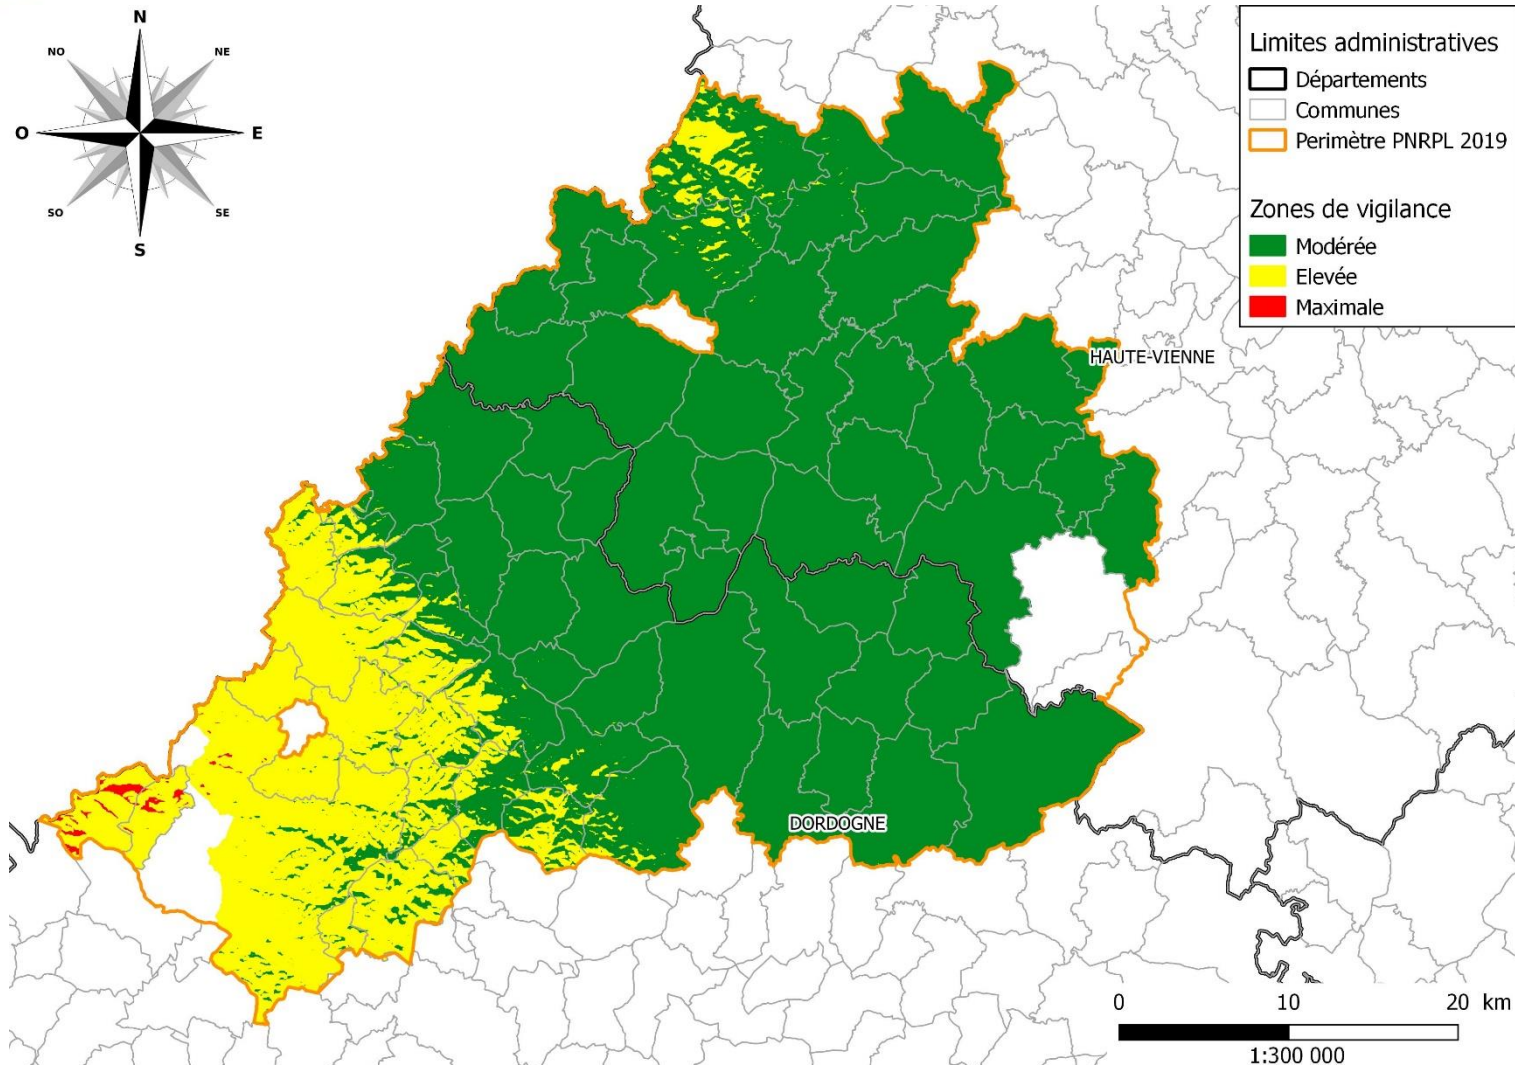 N
NO
NE
O
E
SO
SE
S
Limites administratives
Départements
Communes
Perimètre PNRPL 2019
Zones de vigilance
Modérée
Elevée
Maximale
HAUTE-VIENNE
DORDOGNE
0 10 20 km
1:300 000